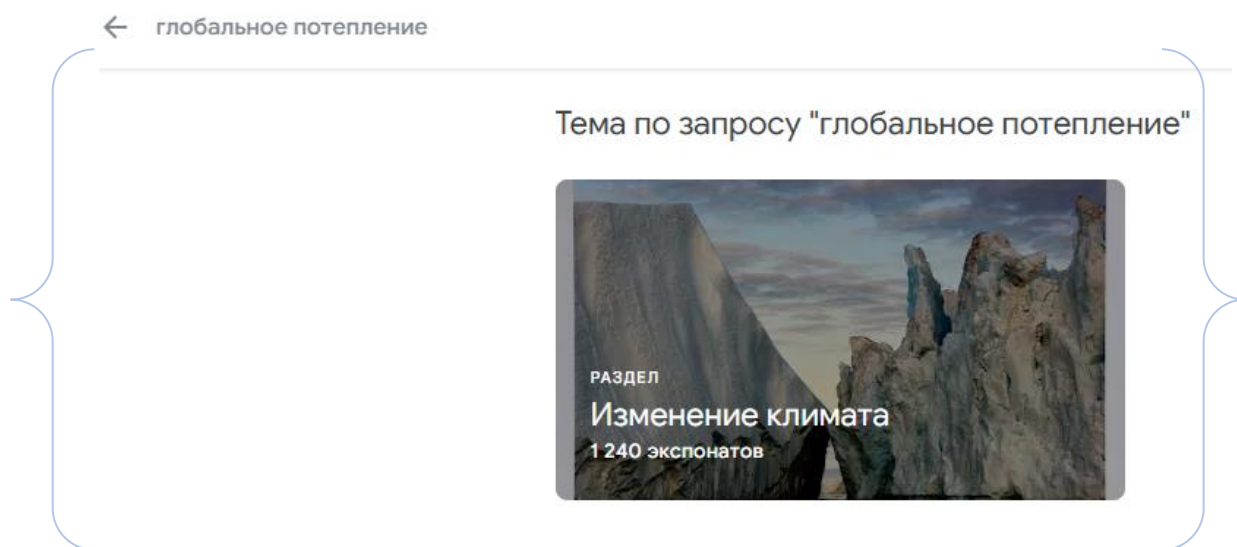 глобальное потепление
Тема по запросу "глобальное потепление"
РАЗДЕЛ
Изменение климата
1 240 экспонатов